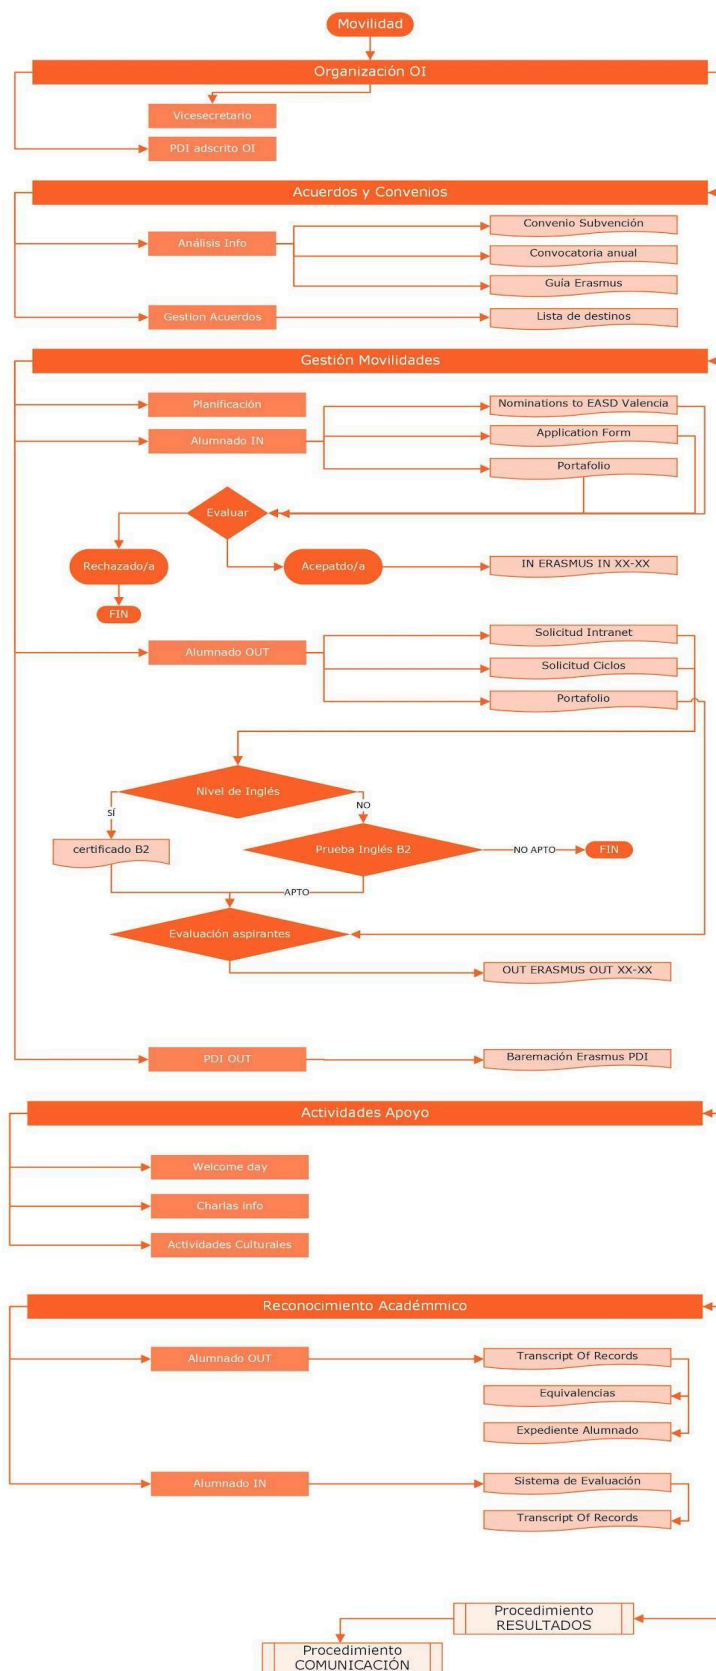 Movilidad
Organización OI
Vicesecretario
PDI adscrito OI
Acuerdos y Convenios
Análisis Info
Convenio Subvención
Convocatoria anual
Guía Erasmus
Gestion Acuerdos
Lista de destinos
Gestión Movilidades
Planificación
Alumnado IN
Nominations to EASD Valencia
Application Form
Portafolio
Evaluar
Rechazado/a
Acepatdo/a
IN ERASMUS IN XX-XX
FIN
Alumnado OUT
Solicitud Intranet
Solicitud Ciclos
Portafolio
Nivel de Inglés
SÍ
NO
certificado B2
Prueba Inglés B2
NO APTO
FIN
APTO
Evaluación aspirantes
OUT ERASMUS OUT XX-XX
PDI OUT
Baremación Erasmus PDI
Actividades Apoyo
Welcome day
Charlas info
Actividades Culturales
Reconocimiento Académmico
Alumnado OUT
Transcript Of Records
Equivalencias
Expediente Alumnado
Alumnado IN
Sistema de Evaluación
Transcript Of Records
Procedimiento
RESULTADOS
Procedimiento
COMUNICACIÓN